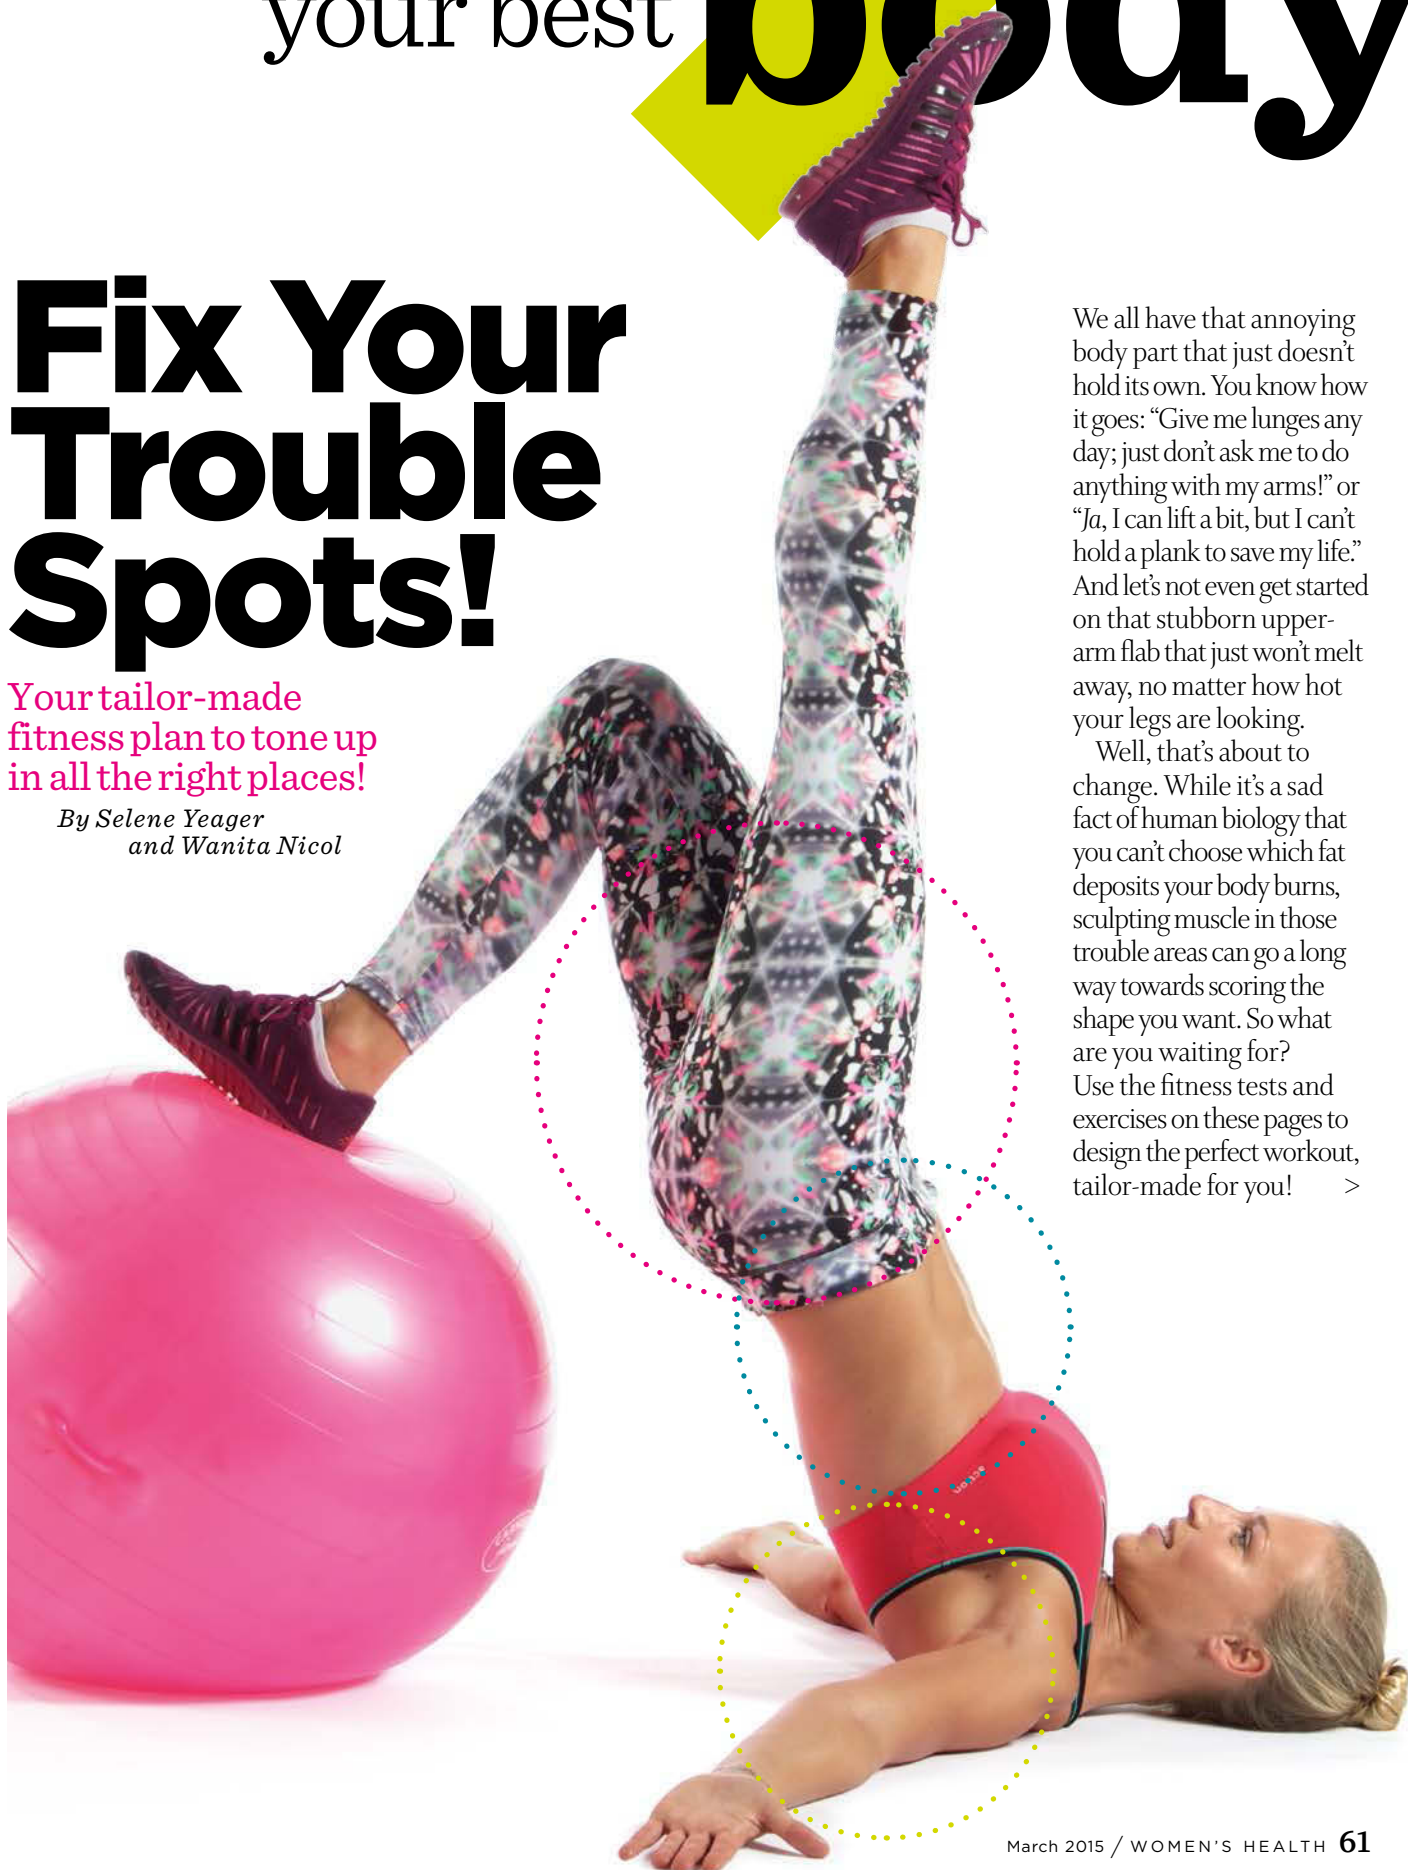 your best body
Fix Your
Trouble
Spots!
Your tailor-made
fitness plan to tone up
in all the right places!
By Selene Yeager
and Wanita Nicol
We all have that annoying
body part that just doesn’t
hold its own. You know how
it goes: “Give me lunges any
day; just don’t ask me to do
anything with my arms!” or
“Ja, I can lift a bit, but I can’t
hold a plank to save my life.”
And let’s not even get started
on that stubborn upper-
arm flab that just won’t melt
away, no matter how hot
your legs are looking.
Well, that’s about to
change. While it’s a sad
fact of human biology that
you can’t choose which fat
deposits your body burns,
sculpting muscle in those
trouble areas can go a long
way towards scoring the
shape you want. So what
are you waiting for?
Use the fitness tests and
exercises on these pages to
design the perfect workout,
tailor-made for you! >
March 2015 / WOMEN’S HEALTH 61